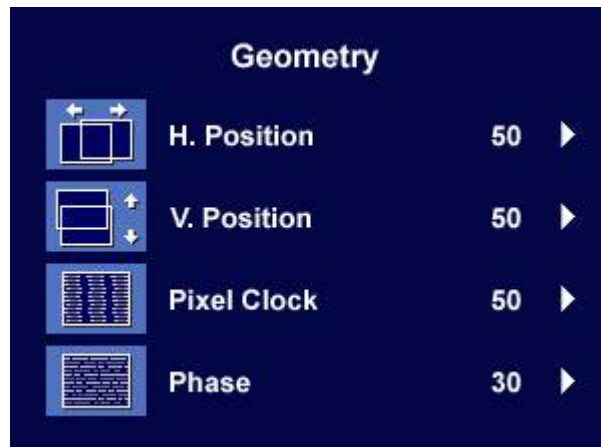 Geometry
H. Position 50
V. Position 50
Pixel Clock 50
Phase 30